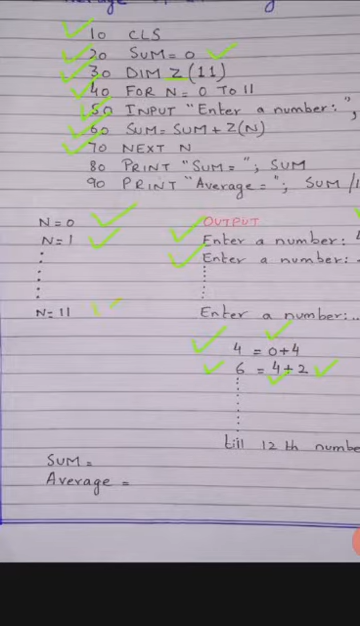 10 CLS
20 SUM = 0
30 DIM Z (11)
40 FOR N = 0 TO 11
50 INPUT "Enter a number: ",
60 SUM = SUM + Z(N)
70 NEXT N
80 PRINT "SUM = "; SUM
90 PRINT "Average = "; SUM /
N = 0
OUTPUT
N = 1
Enter a number:
Enter a number:
N = 11
Enter a number: ..
4 = 0+4
6 = 4+2
till 12 th numbe
SUM =
Average =